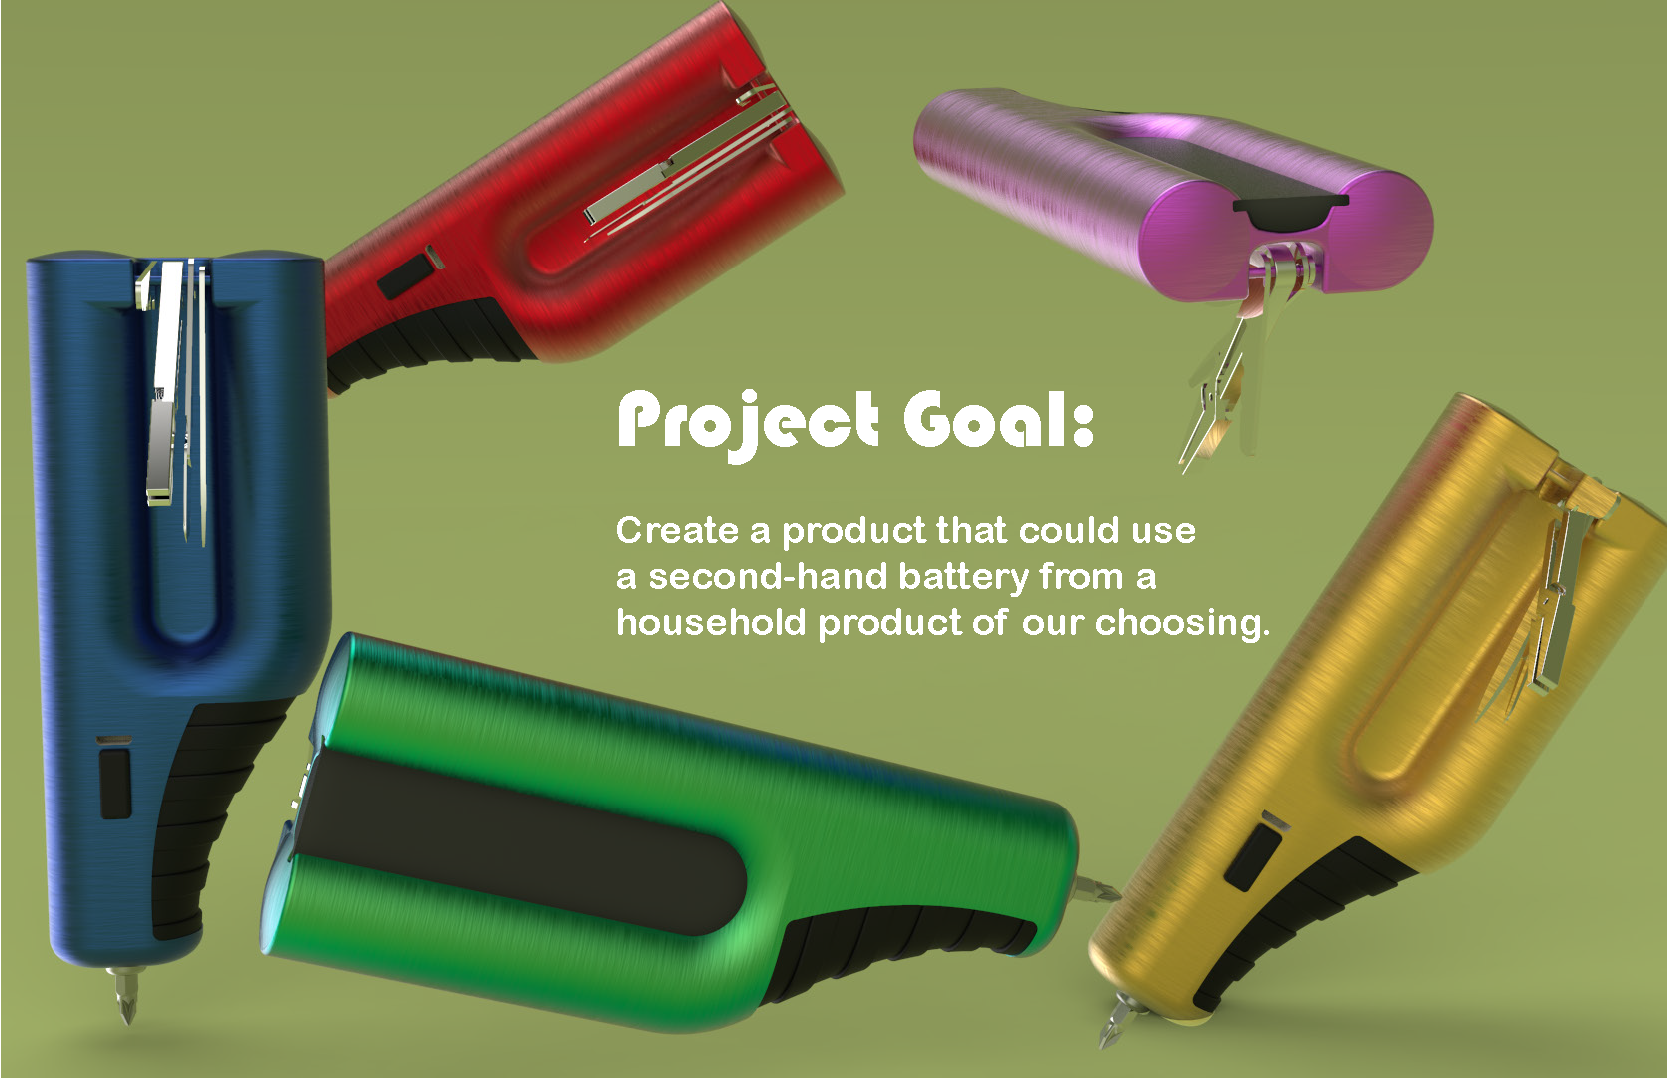 Project Goal:
Create a product that could use
a second-hand battery from a
household product of our choosing.